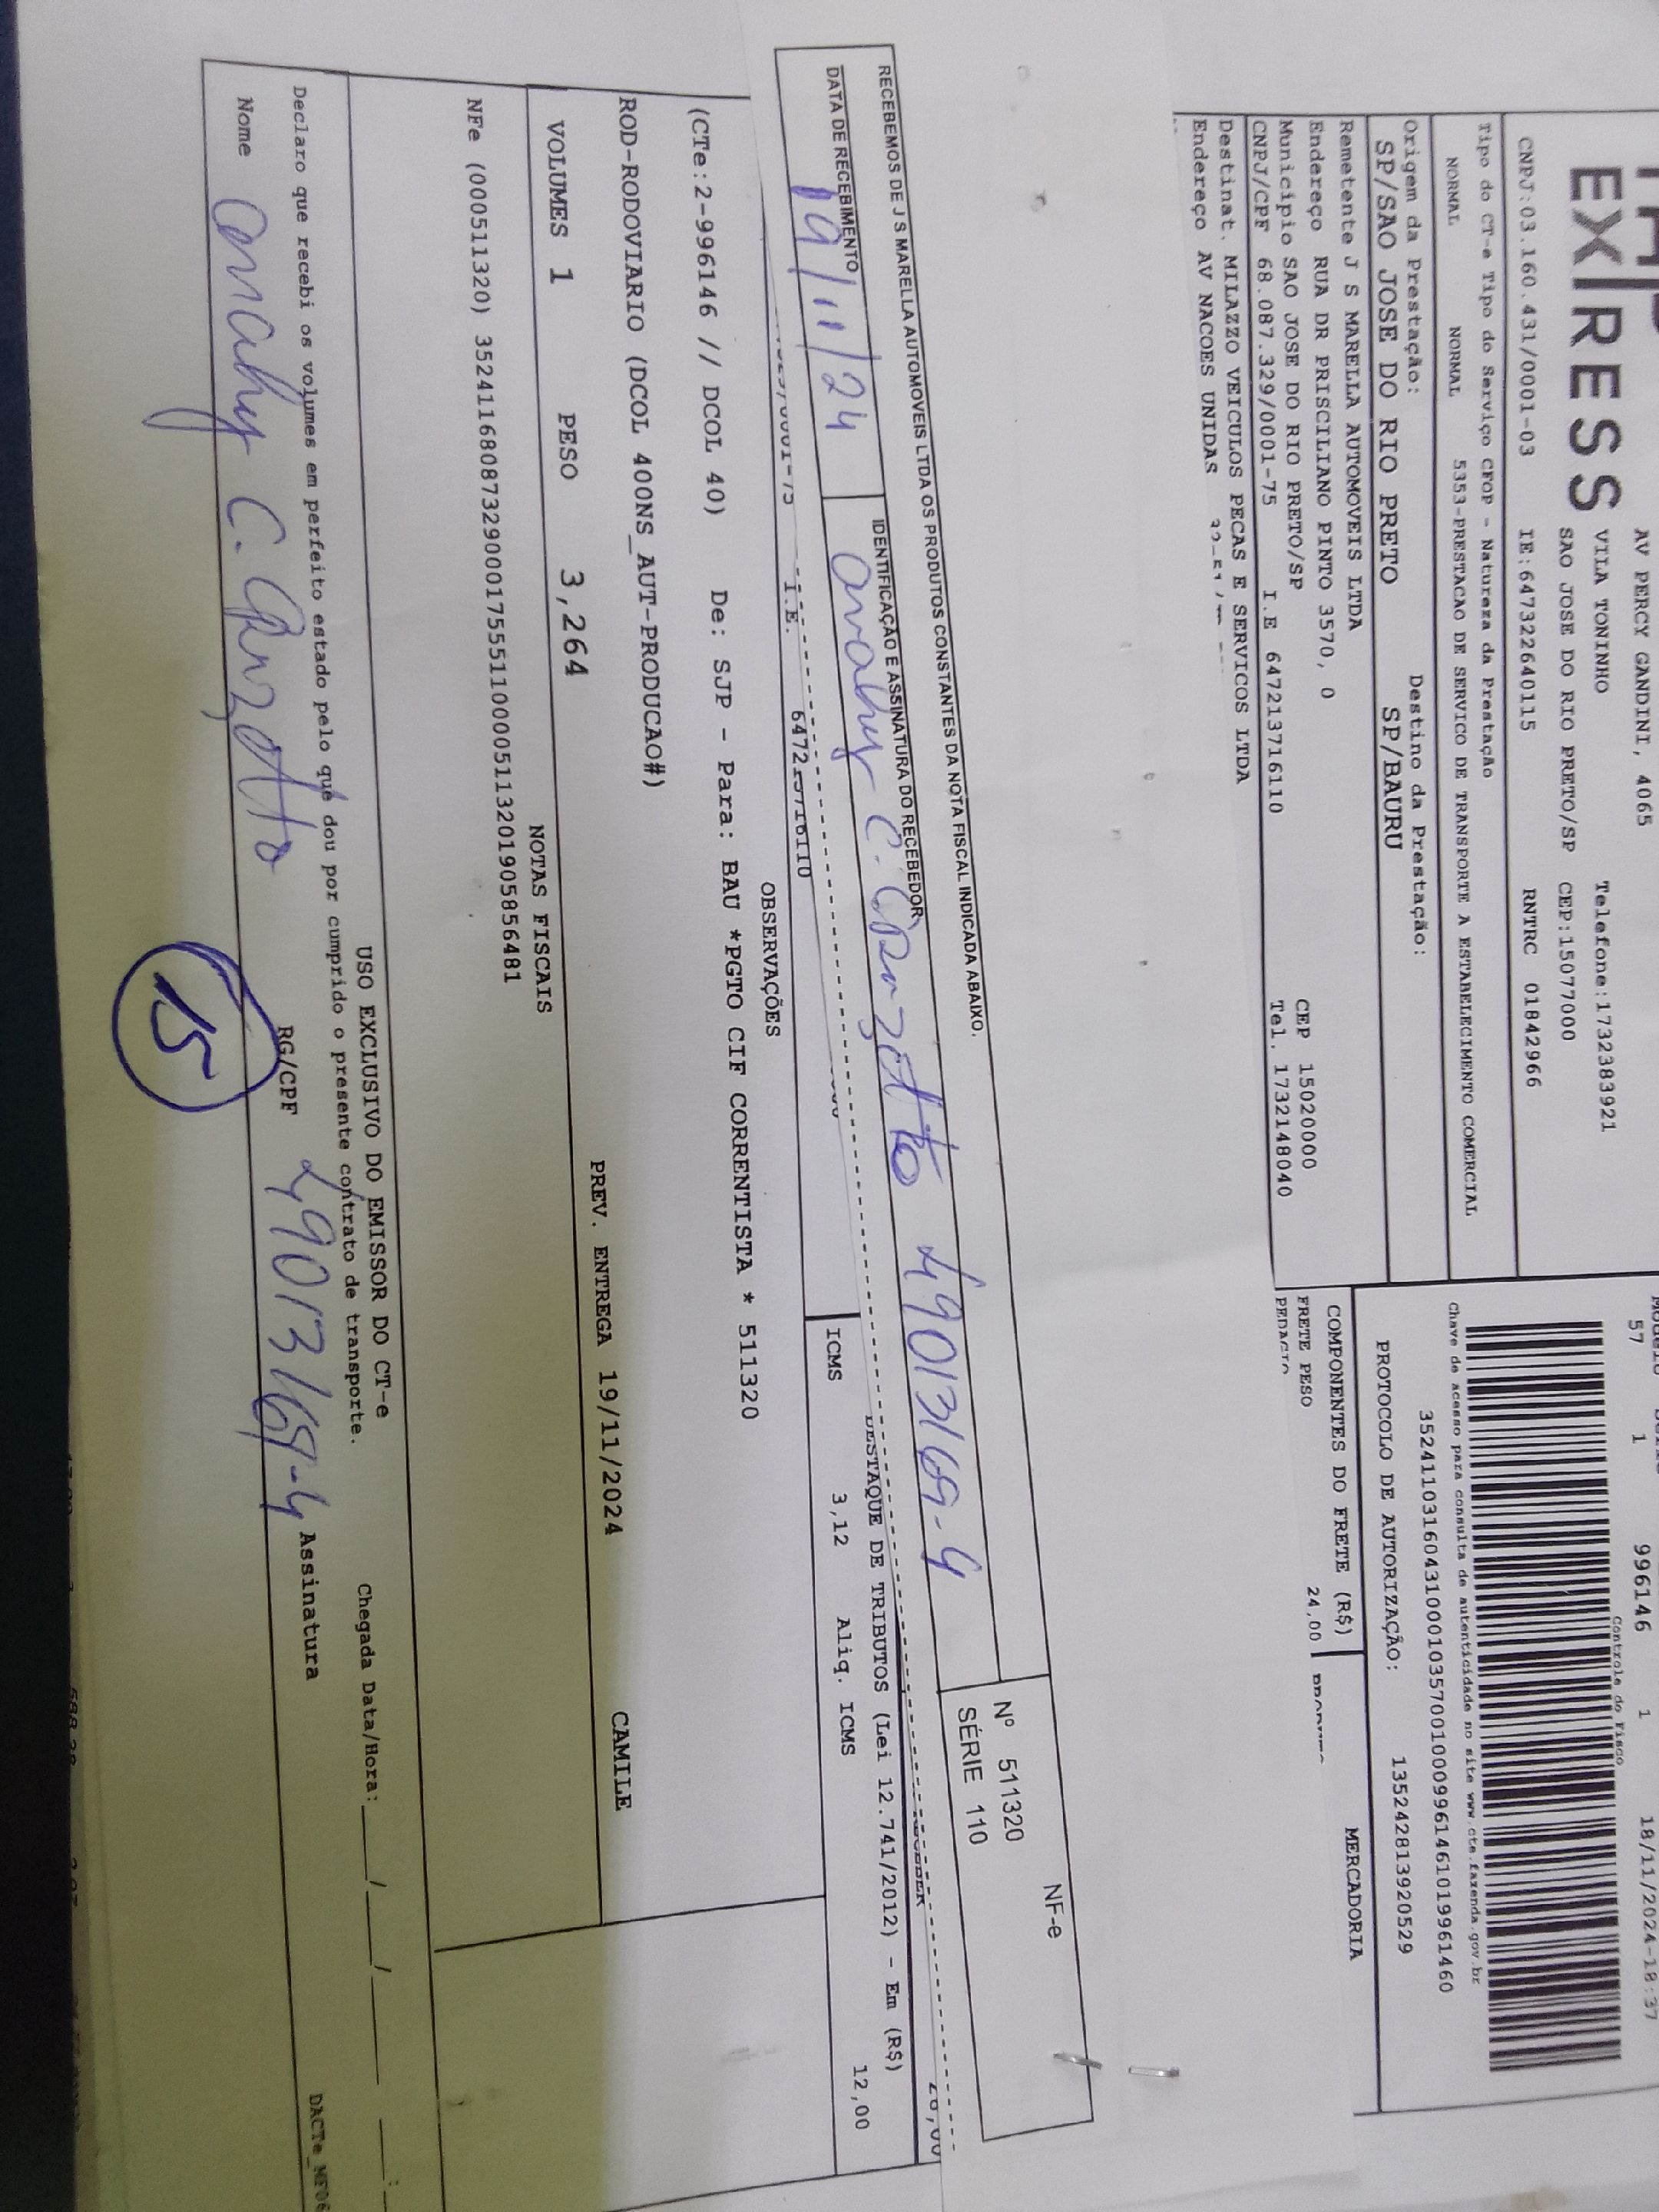 EX RESS
AV PERCY GANDINI, 4065
VILA TONINHO Telefone:1732383921
SAO JOSE DO RIO PRETO/SP CEP:15077000
CNPJ:03.160.431/0001-03 IE:647322640115 RNTRC 01842966
57 1 996146 1 18/11/2024-18:37
Controle do Fisco
Tipo do CT-e Tipo do Serviço CFOP - Natureza da Prestação
NORMAL NORMAL 5353-PRESTACAO DE SERVICO DE TRANSPORTE A ESTABELECIMENTO COMERCIAL
Chave de acesso para consulta de autenticidade no site www.cte.fazenda.gov.br
35241103160431000103570010009961461019961460
Origem da Prestação: Destino da Prestação:
SP/SAO JOSE DO RIO PRETO SP/BAURU
PROTOCOLO DE AUTORIZAÇÃO: 135242813920529
Remetente J S MARELLA AUTOMOVEIS LTDA
Endereço RUA DR PRISCILIANO PINTO 3570, 0
Municipio SAO JOSE DO RIO PRETO/SP CEP 15020000
CNPJ/CPF 68.087.329/0001-75 I.E 647213716110 Tel. 1732148040
COMPONENTES DO FRETE (R$) MERCADORIA
FRETE PESO 24,00
PEDAGIO
Destinat. MILAZZO VEICULOS PECAS E SERVICOS LTDA
Endereço AV NACOES UNIDAS
RECEBEMOS DE J S MARELLA AUTOMOVEIS LTDA OS PRODUTOS CONSTANTES DA NOTA FISCAL INDICADA ABAIXO.
NF-e
Nº 511320
SÉRIE 110
DATA DE RECEBIMENTO IDENTIFICAÇÃO E ASSINATURA DO RECEBEDOR
19/11/24 49013169-4
I.E.
DESTAQUE DE TRIBUTOS (Lei 12.741/2012) - Em (R$)
ICMS 3,12 Aliq. ICMS 12,00
OBSERVAÇÕES
(CTe:2-996146 // DCOL 40) De: SJP - Para: BAU *PGTO CIF CORRENTISTA * 511320
ROD-RODOVIARIO (DCOL 400NS_AUT-PRODUCAO#)
VOLUMES 1 PESO 3,264 PREV. ENTREGA 19/11/2024 CAMILE
NOTAS FISCAIS
NFe (000511320) 35241168087329000175551100005113201905856481
USO EXCLUSIVO DO EMISSOR DO CT-e
Declaro que recebi os volumes em perfeito estado pelo que dou por cumprido o presente contrato de transporte.
Chegada Data/Hora:____/____/____ ____:
Nome RG/CPF 49013169-4 Assinatura
15